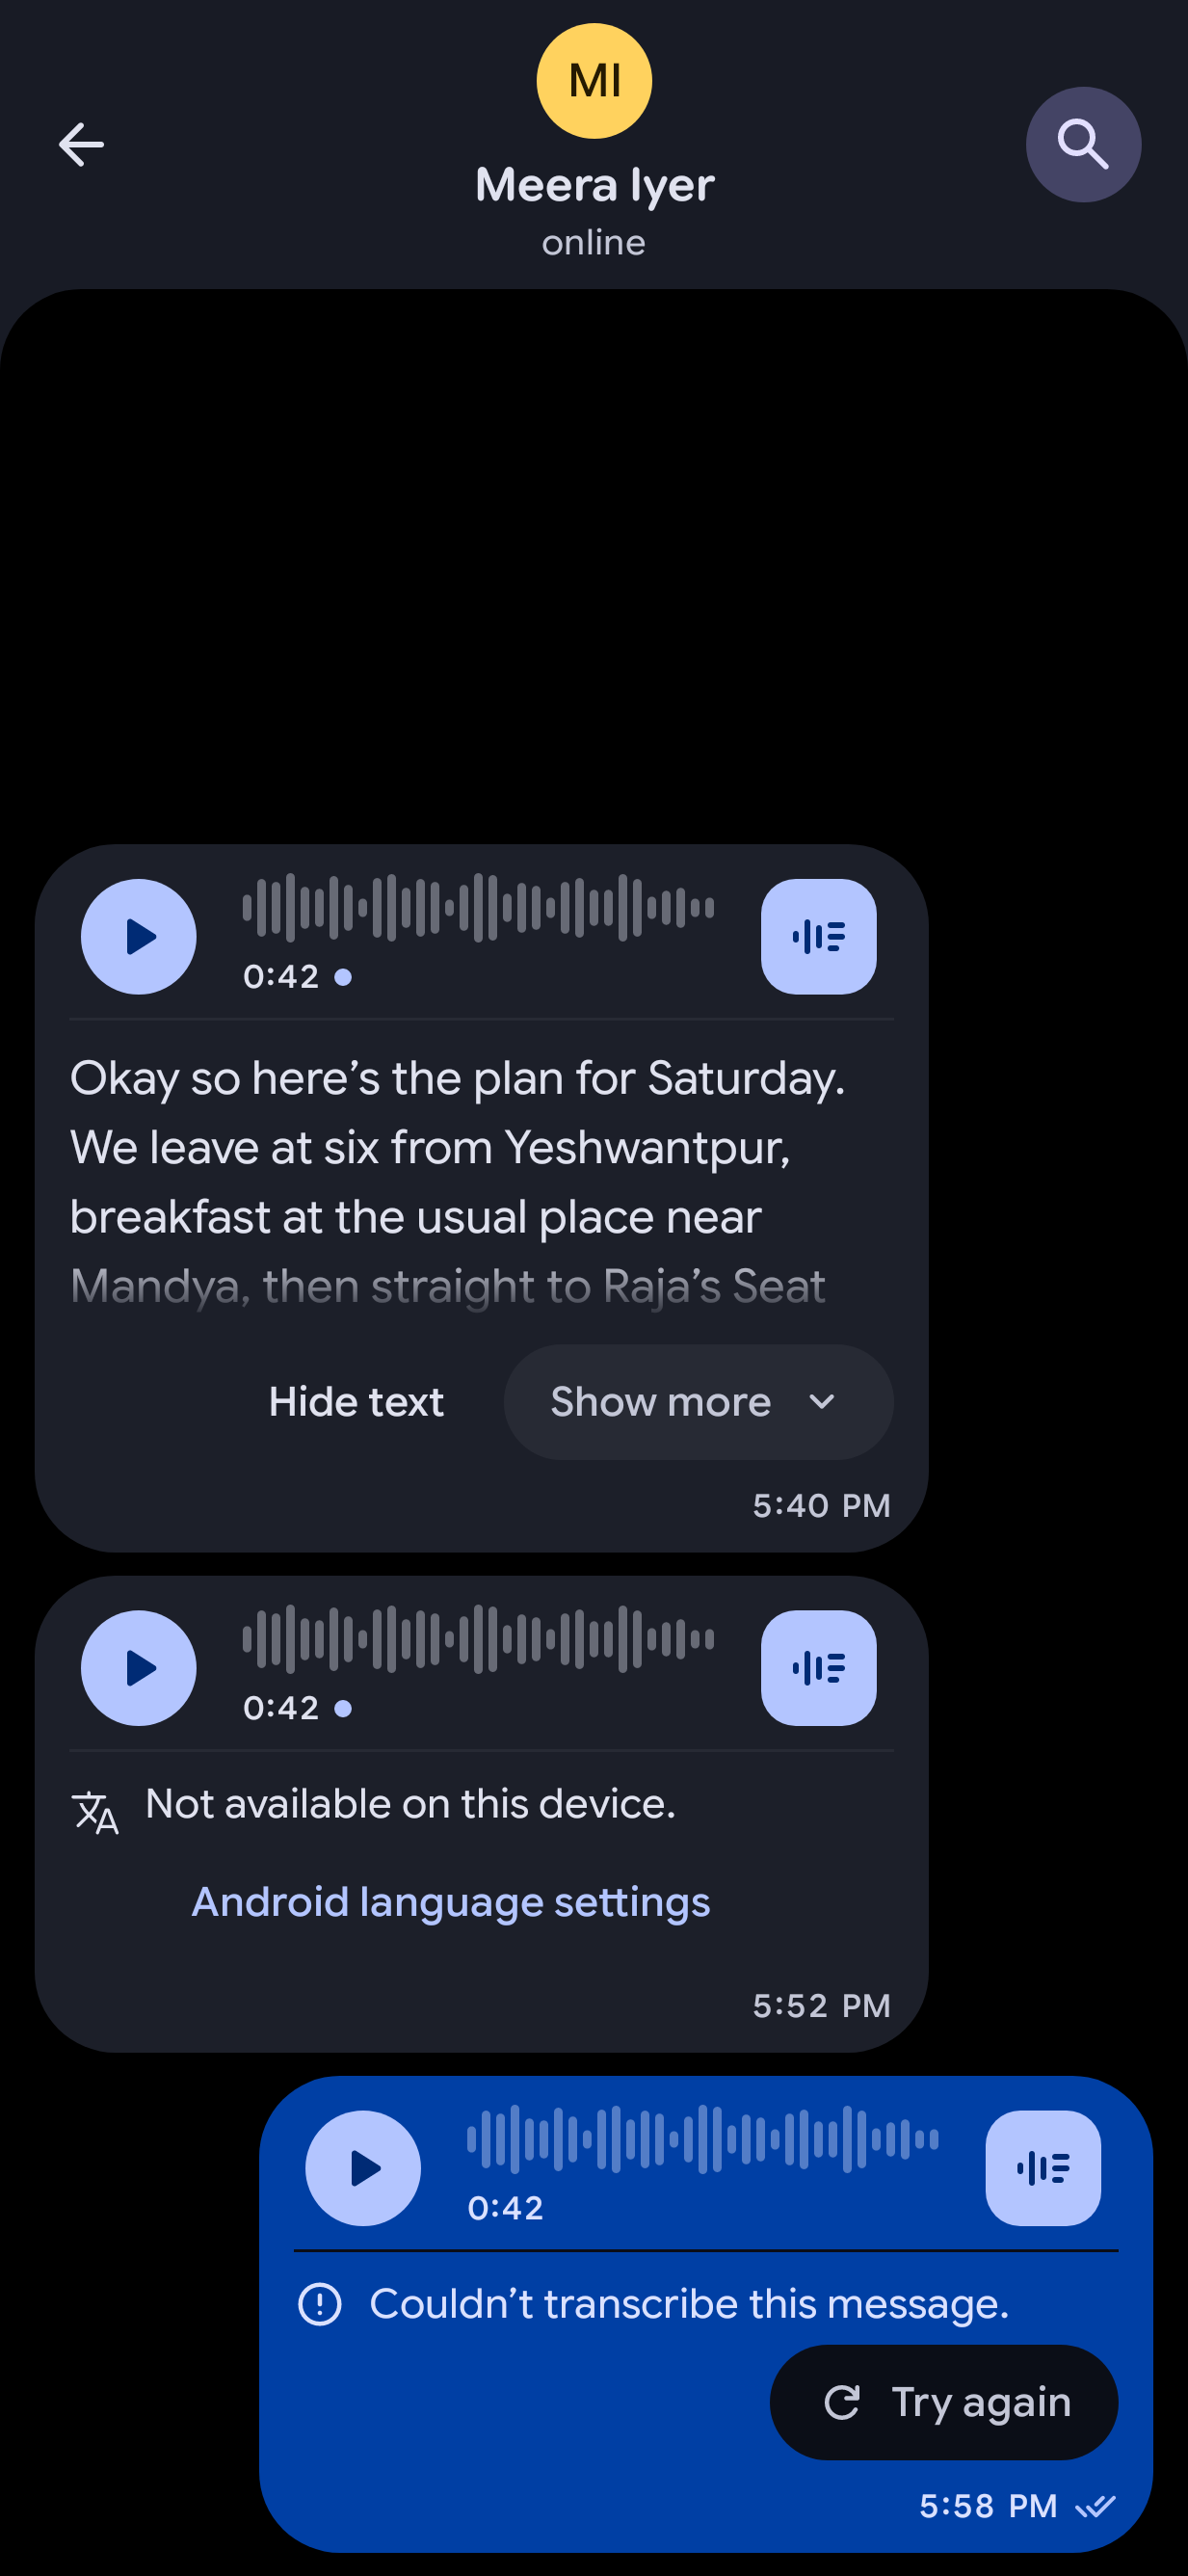 MI
Meera Iyer
online
0:42
Okay so here’s the plan for Saturday.
We leave at six from Yeshwantpur,
breakfast at the usual place near
Mandya, then straight to Raja’s Seat
Hide text
Show more
5:40 PM
0:42
Not available on this device.
Android language settings
5:52 PM
0:42
Couldn’t transcribe this message.
Try again
5:58 PM